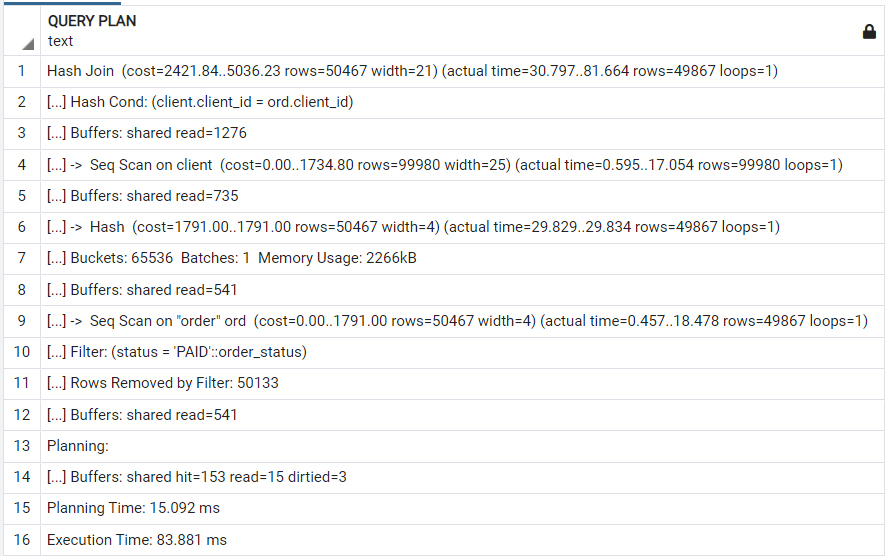 QUERY PLAN
text
1 Hash Join (cost=2421.84..5036.23 rows=50467 width=21) (actual time=30.797..81.664 rows=49867 loops=1)
2 [...] Hash Cond: (client.client_id = ord.client_id)
3 [...] Buffers: shared read=1276
4 [...] -> Seq Scan on client (cost=0.00..1734.80 rows=99980 width=25) (actual time=0.595..17.054 rows=99980 loops=1)
5 [...] Buffers: shared read=735
6 [...] -> Hash (cost=1791.00..1791.00 rows=50467 width=4) (actual time=29.829..29.834 rows=49867 loops=1)
7 [...] Buckets: 65536 Batches: 1 Memory Usage: 2266kB
8 [...] Buffers: shared read=541
9 [...] -> Seq Scan on "order" ord (cost=0.00..1791.00 rows=50467 width=4) (actual time=0.457..18.478 rows=49867 loops=1)
10 [...] Filter: (status = 'PAID'::order_status)
11 [...] Rows Removed by Filter: 50133
12 [...] Buffers: shared read=541
13 Planning:
14 [...] Buffers: shared hit=153 read=15 dirtied=3
15 Planning Time: 15.092 ms
16 Execution Time: 83.881 ms